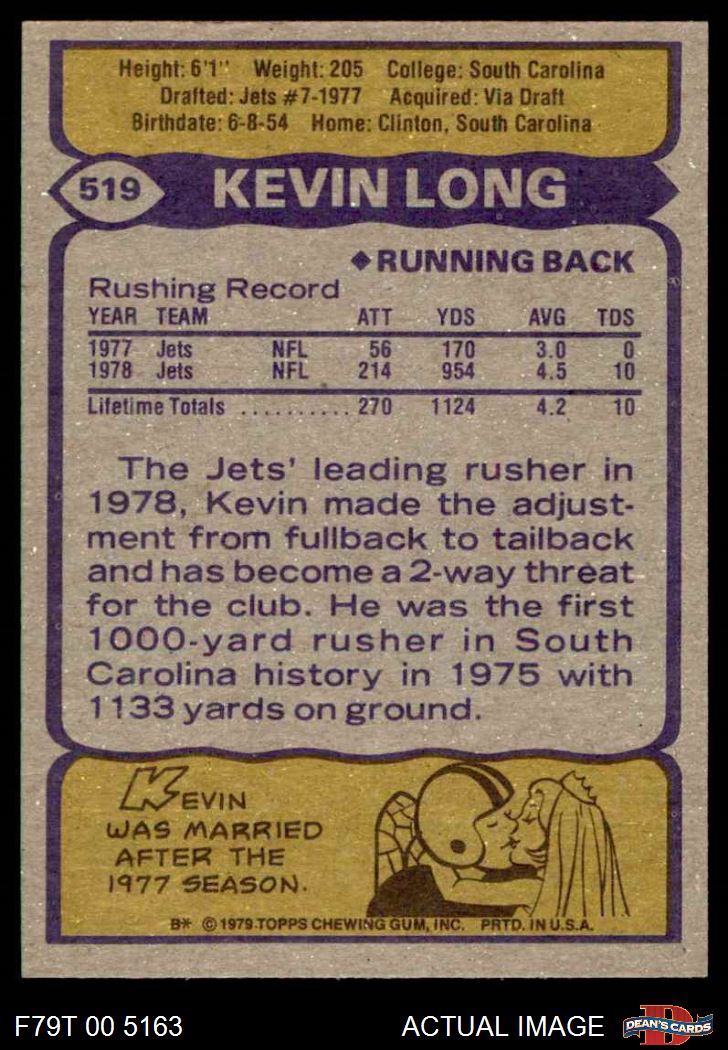 Height: 6'1" Weight: 205 College: South Carolina
Drafted: Jets #7-1977 Acquired: Via Draft
Birthdate: 6-8-54 Home: Clinton, South Carolina
519 KEVIN LONG
◆RUNNING BACK
Rushing Record
YEAR TEAM ATT YDS AVG TDS
1977 Jets NFL 56 170 3.0 0
1978 Jets NFL 214 954 4.5 10
Lifetime Totals .......... 270 1124 4.2 10
The Jets' leading rusher in
1978, Kevin made the adjust-
ment from fullback to tailback
and has become a 2-way threat
for the club. He was the first
1000-yard rusher in South
Carolina history in 1975 with
1133 yards on ground.
KEVIN
WAS MARRIED
AFTER THE
1977 SEASON.
B* © 1979 TOPPS CHEWING GUM, INC. PRTD. IN U.S.A.
F79T 00 5163 ACTUAL IMAGE
D
DEAN'S CARDS